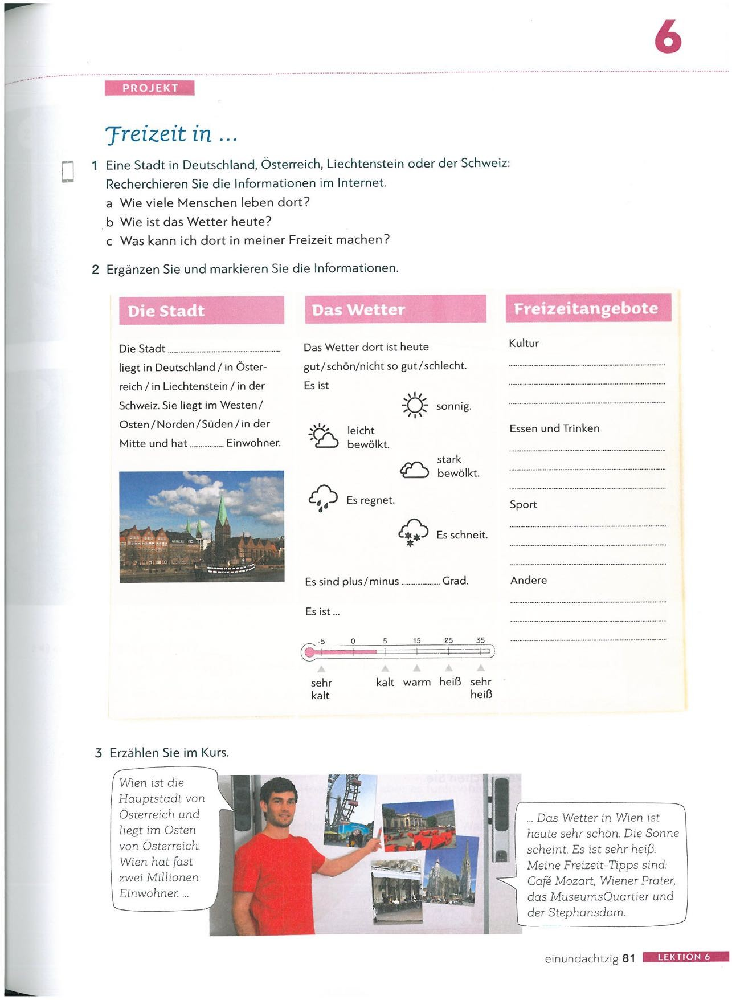 6
PROJEKT
Freizeit in ...
1 Eine Stadt in Deutschland, Österreich, Liechtenstein oder der Schweiz:
Recherchieren Sie die Informationen im Internet.
a Wie viele Menschen leben dort?
b Wie ist das Wetter heute?
c Was kann ich dort in meiner Freizeit machen?
2 Ergänzen Sie und markieren Sie die Informationen.
Die Stadt
Die Stadt
liegt in Deutschland / in Öster-
reich / in Liechtenstein / in der
Schweiz. Sie liegt im Westen /
Osten / Norden / Süden / in der
Mitte und hat ............ Einwohner.
Das Wetter
Das Wetter dort ist heute
gut / schön/nicht so gut / schlecht.
Es ist
sonnig.
leicht
bewölkt.
stark
bewölkt.
Es regnet.
Es schneit.
Es sind plus / minus ............ Grad.
Es ist ...
-5 0 5 15 25 35
sehr
kalt
kalt warm heiß sehr
heiß
Freizeitangebote
Kultur
Essen und Trinken
Sport
Andere
3 Erzählen Sie im Kurs.
Wien ist die
Hauptstadt von
Österreich und
liegt im Osten
von Österreich.
Wien hat fast
zwei Millionen
Einwohner. ...
... Das Wetter in Wien ist
heute sehr schön. Die Sonne
scheint. Es ist sehr heiß.
Meine Freizeit-Tipps sind:
Café Mozart, Wiener Prater,
das MuseumsQuartier und
der Stephansdom.
einundachtzig 81 LEKTION 6